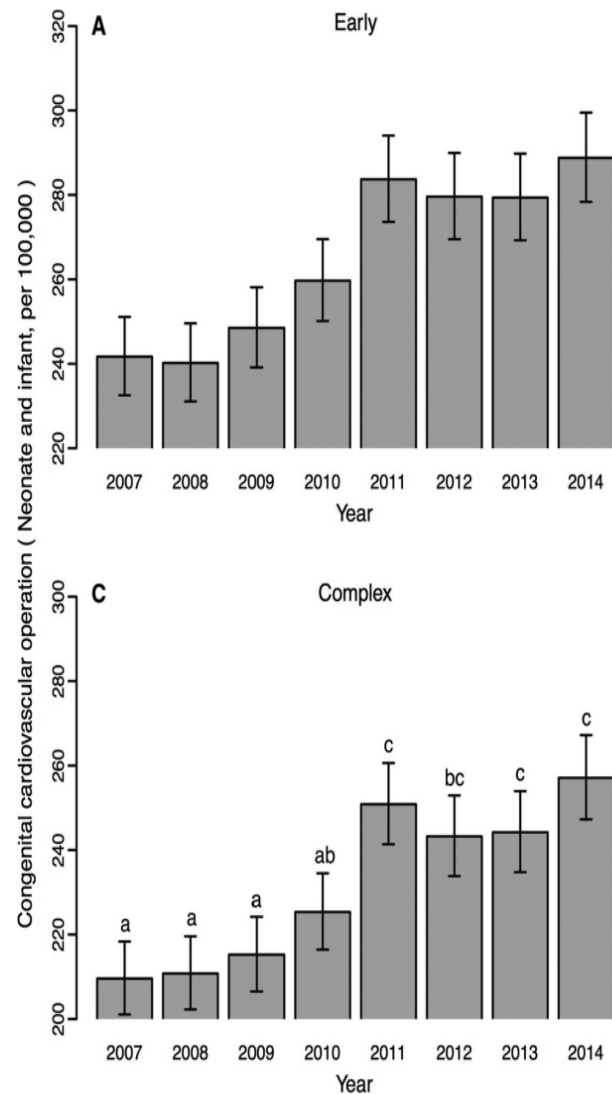 Congenital cardiovascular operation ( Neonate and infant, per 100,000 )
A
Early
320
300
280
260
240
220
2007 2008 2009 2010 2011 2012 2013 2014
Year
C
Complex
300
280
260
240
220
200
a a a ab c bc c c
2007 2008 2009 2010 2011 2012 2013 2014
Year